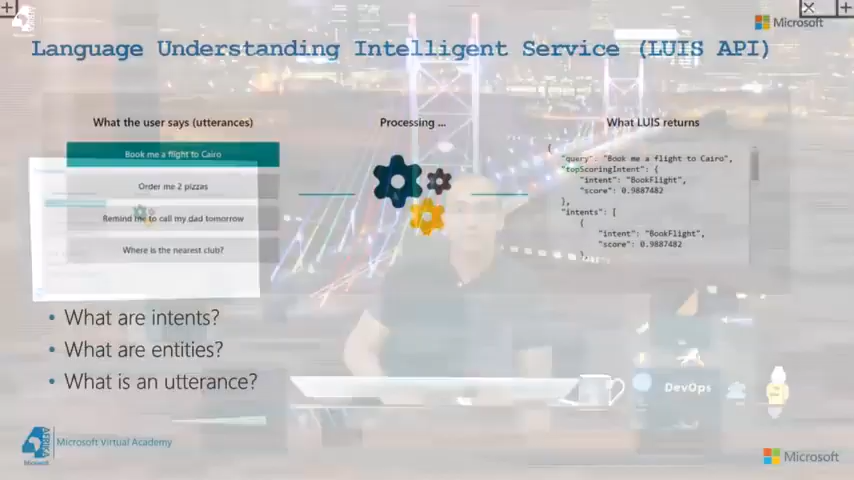 Microsoft
Language Understanding Intelligent Service (LUIS API)
What the user says (utterances)
Processing ...
What LUIS returns
Book me a flight to Cairo
Order me 2 pizzas
Remind me to call my dad tomorrow
Where is the nearest club?
{
"query": "Book me a flight to Cairo",
"topScoringIntent": {
"intent": "BookFlight",
"score": 0.9887482
},
"intents": [
{
"intent": "BookFlight",
"score": 0.9887482
},
• What are intents?
• What are entities?
• What is an utterance?
DevOps
AFRIKA
Microsoft
Microsoft Virtual Academy
Microsoft